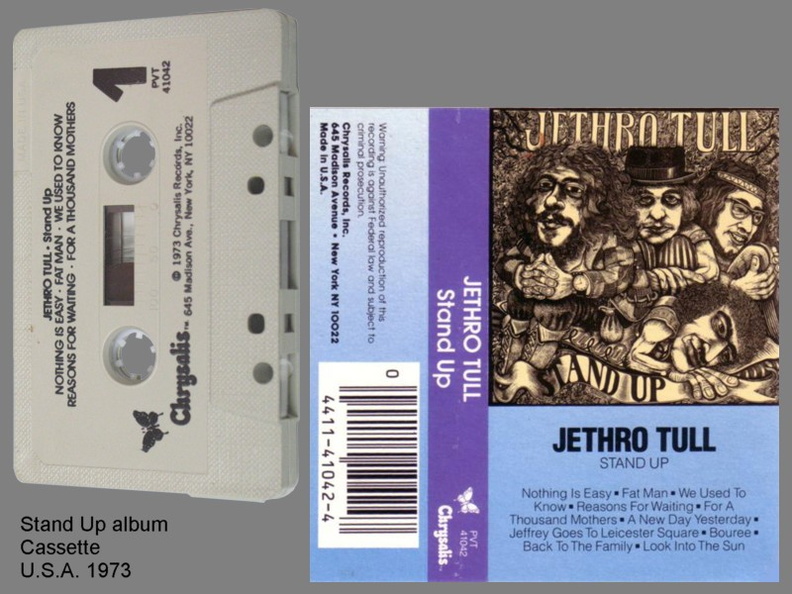 1
PVT
41042
JETHRO TULL • Stand Up
NOTHING IS EASY · FAT MAN · WE USED TO KNOW
REASONS FOR WAITING · FOR A THOUSAND MOTHERS
© 1973 Chrysalis Records, Inc.
Chrysalis™ 645 Madison Ave., New York, NY 10022
Warning: Unauthorized reproduction of this
recording is against Federal law and subject to
criminal prosecution.
Chrysalis Records, Inc.
645 Madison Avenue • New York NY 10022
Made in U.S.A.
0
4411-41042-4
JETHRO TULL
Stand Up
PVT
41042
Chrysalis™
JETHRO TULL
STAND UP
JETHRO TULL
STAND UP
Nothing Is Easy ▪ Fat Man ▪ We Used To
Know ▪ Reasons For Waiting ▪ For A
Thousand Mothers ▪ A New Day Yesterday ▪
Jeffrey Goes To Leicester Square ▪ Bouree ▪
Back To The Family ▪ Look Into The Sun
Stand Up album
Cassette
U.S.A. 1973